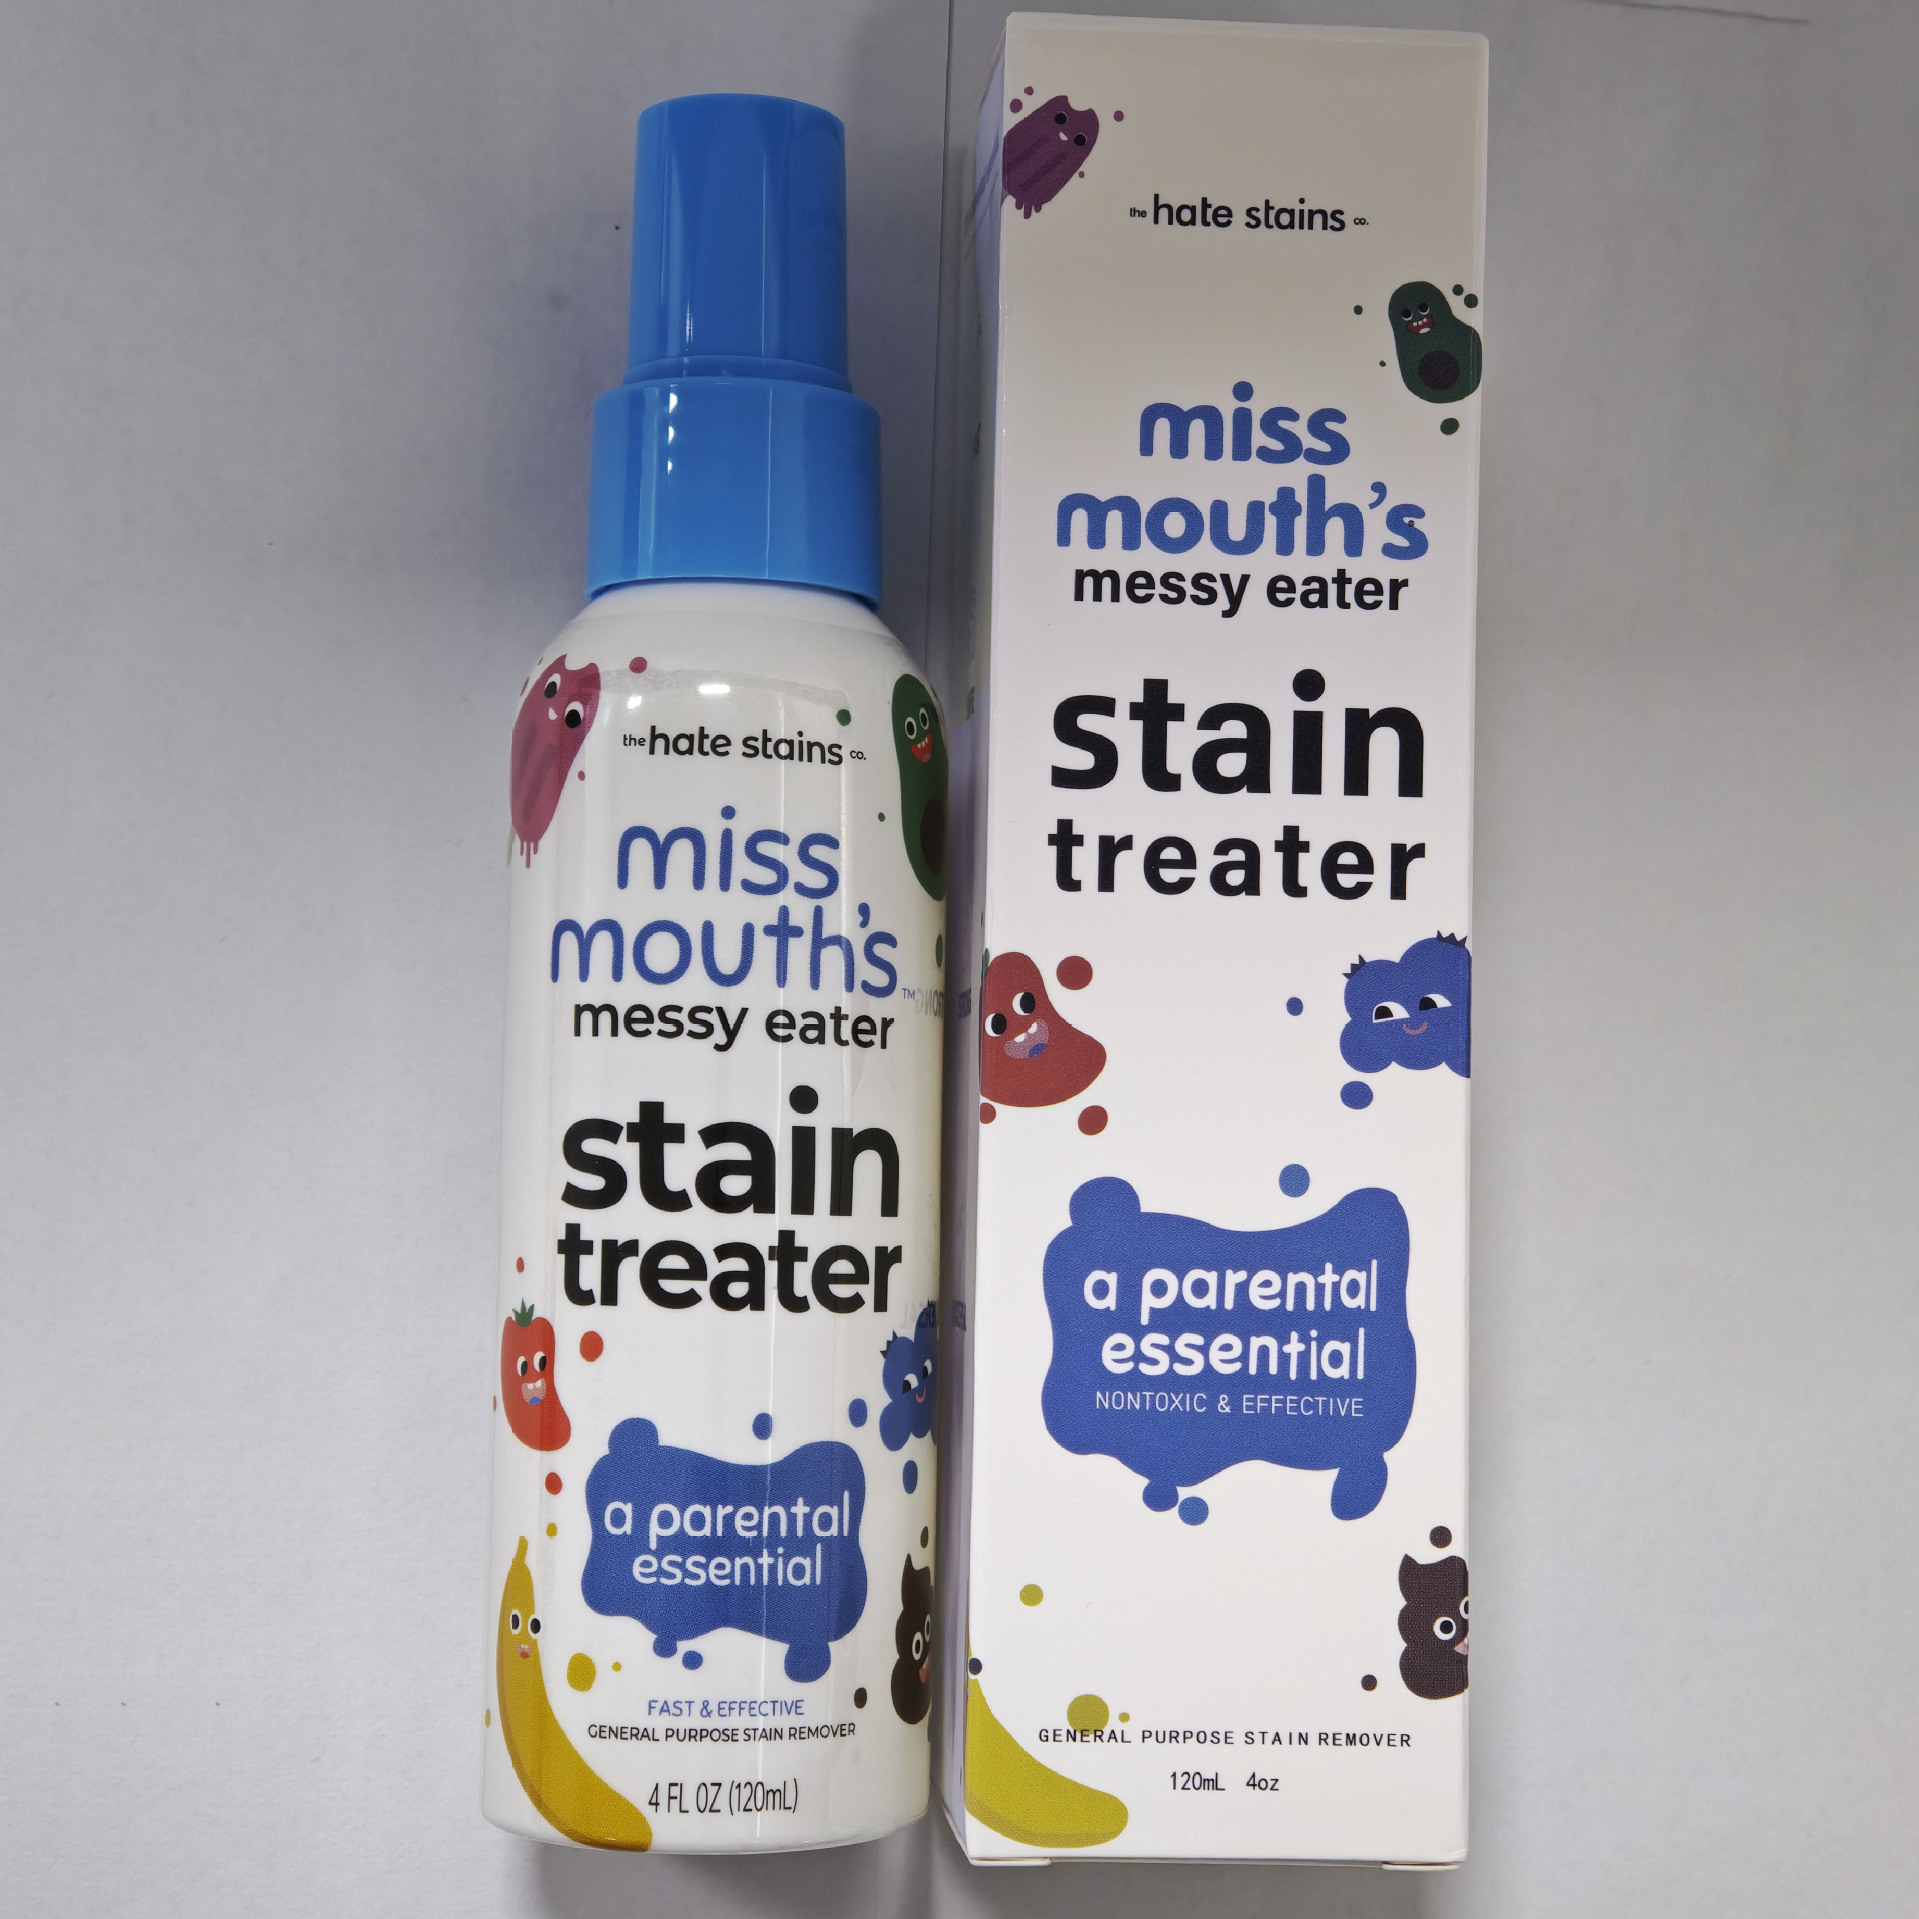 the hate stains co.
miss
mouth's™
messy eater
stain
treater
a parental
essential
FAST & EFFECTIVE
GENERAL PURPOSE STAIN REMOVER
4 FL OZ (120mL)
the hate stains co.
miss
mouth's
messy eater
stain
treater
a parental
essential
NONTOXIC & EFFECTIVE
GENERAL PURPOSE STAIN REMOVER
120mL 4oz